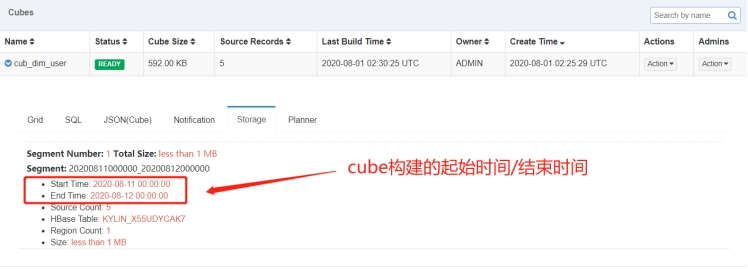 Cubes
Search by name
Name Status Cube Size Source Records Last Build Time Owner Create Time Actions Admins
cub_dim_user READY 592.00 KB 5 2020-08-01 02:30:25 UTC ADMIN 2020-08-01 02:25:29 UTC Action Action
Grid SQL JSON(Cube) Notification Storage Planner
Segment Number: 1 Total Size: less than 1 MB
Segment: 20200811000000_20200812000000
cube构建的起始时间/结束时间
Start Time: 2020-08-11 00:00:00
End Time: 2020-08-12 00:00:00
Source Count: 5
HBase Table: KYLIN_X55UDYCAK7
Region Count: 1
Size: less than 1 MB